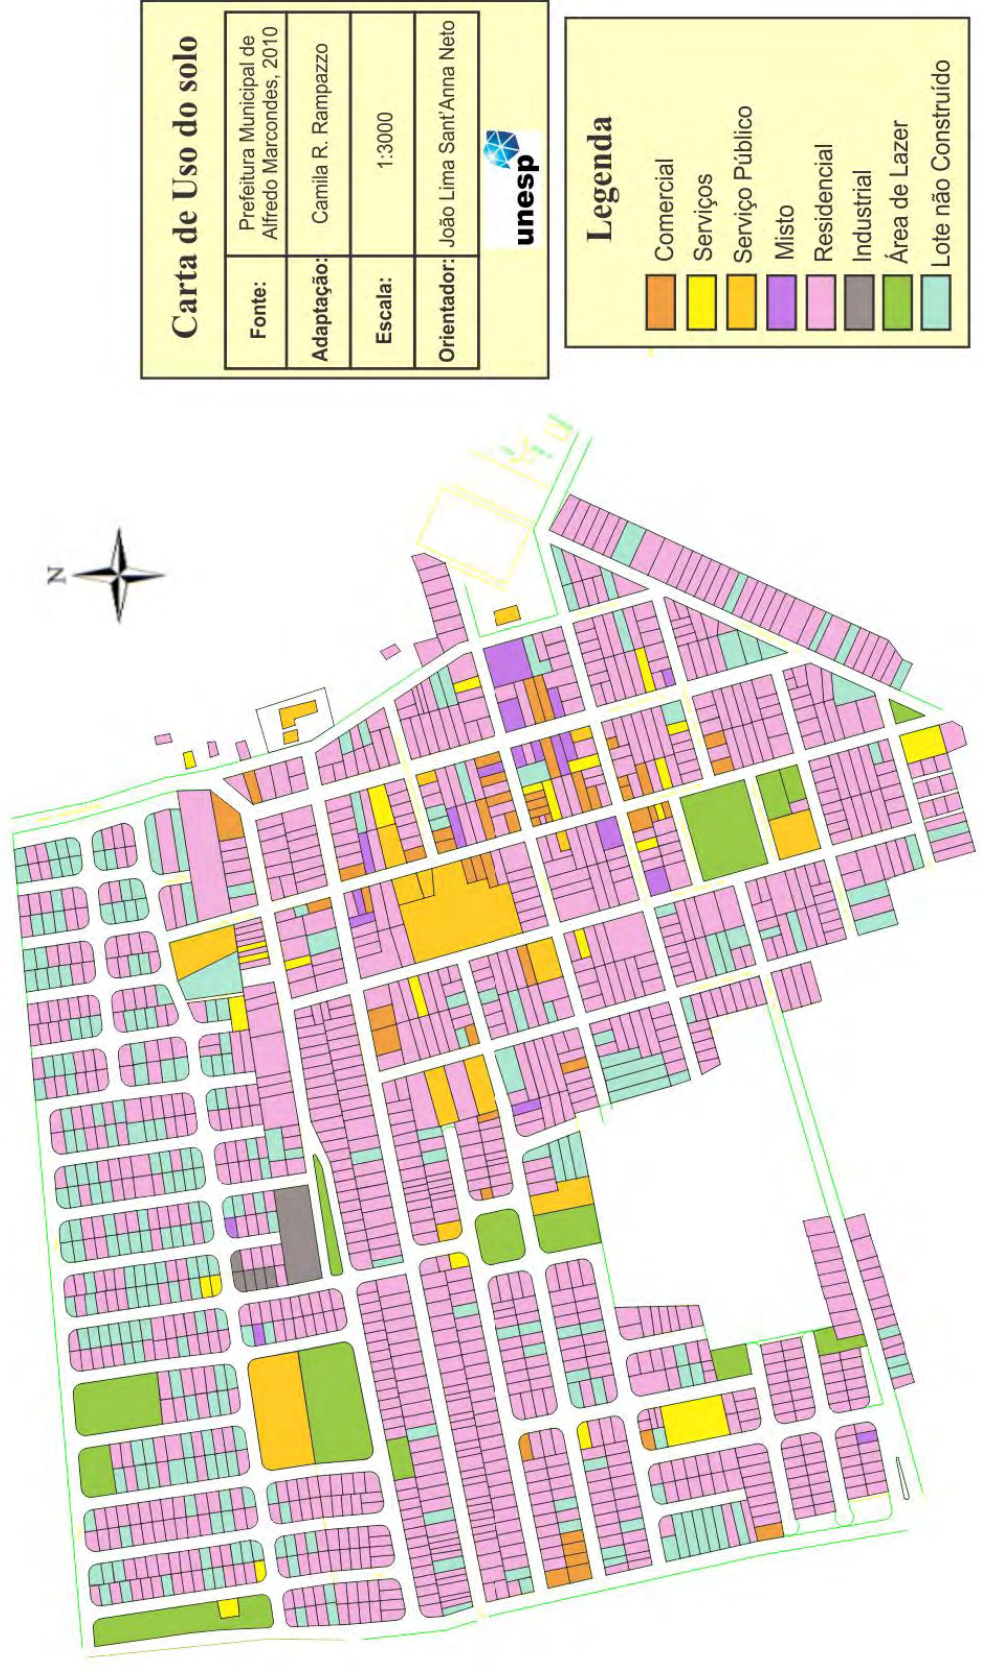 Carta de Uso do solo
Fonte:
Prefeitura Municipal de
Alfredo Marcondes, 2010
Adaptação:
Camila R. Rampazzo
Escala:
1:3000
Orientador:
João Lima Sant'Anna Neto
unesp
Legenda
Comercial
Serviços
Serviço Público
Misto
Residencial
Industrial
Área de Lazer
Lote não Construído
N